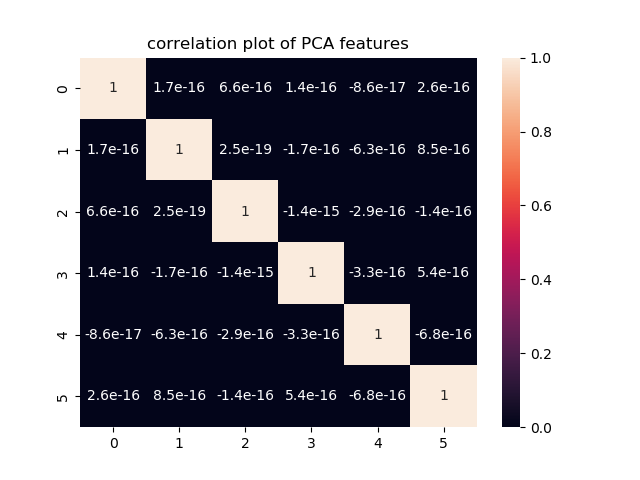 correlation plot of PCA features
0 1 1.7e-16 6.6e-16 1.4e-16 -8.6e-17 2.6e-16
1 1.7e-16 1 2.5e-19 -1.7e-16 -6.3e-16 8.5e-16
2 6.6e-16 2.5e-19 1 -1.4e-15 -2.9e-16 -1.4e-16
3 1.4e-16 -1.7e-16 -1.4e-15 1 -3.3e-16 5.4e-16
4 -8.6e-17 -6.3e-16 -2.9e-16 -3.3e-16 1 -6.8e-16
5 2.6e-16 8.5e-16 -1.4e-16 5.4e-16 -6.8e-16 1
0 1 2 3 4 5
1.0
0.8
0.6
0.4
0.2
0.0